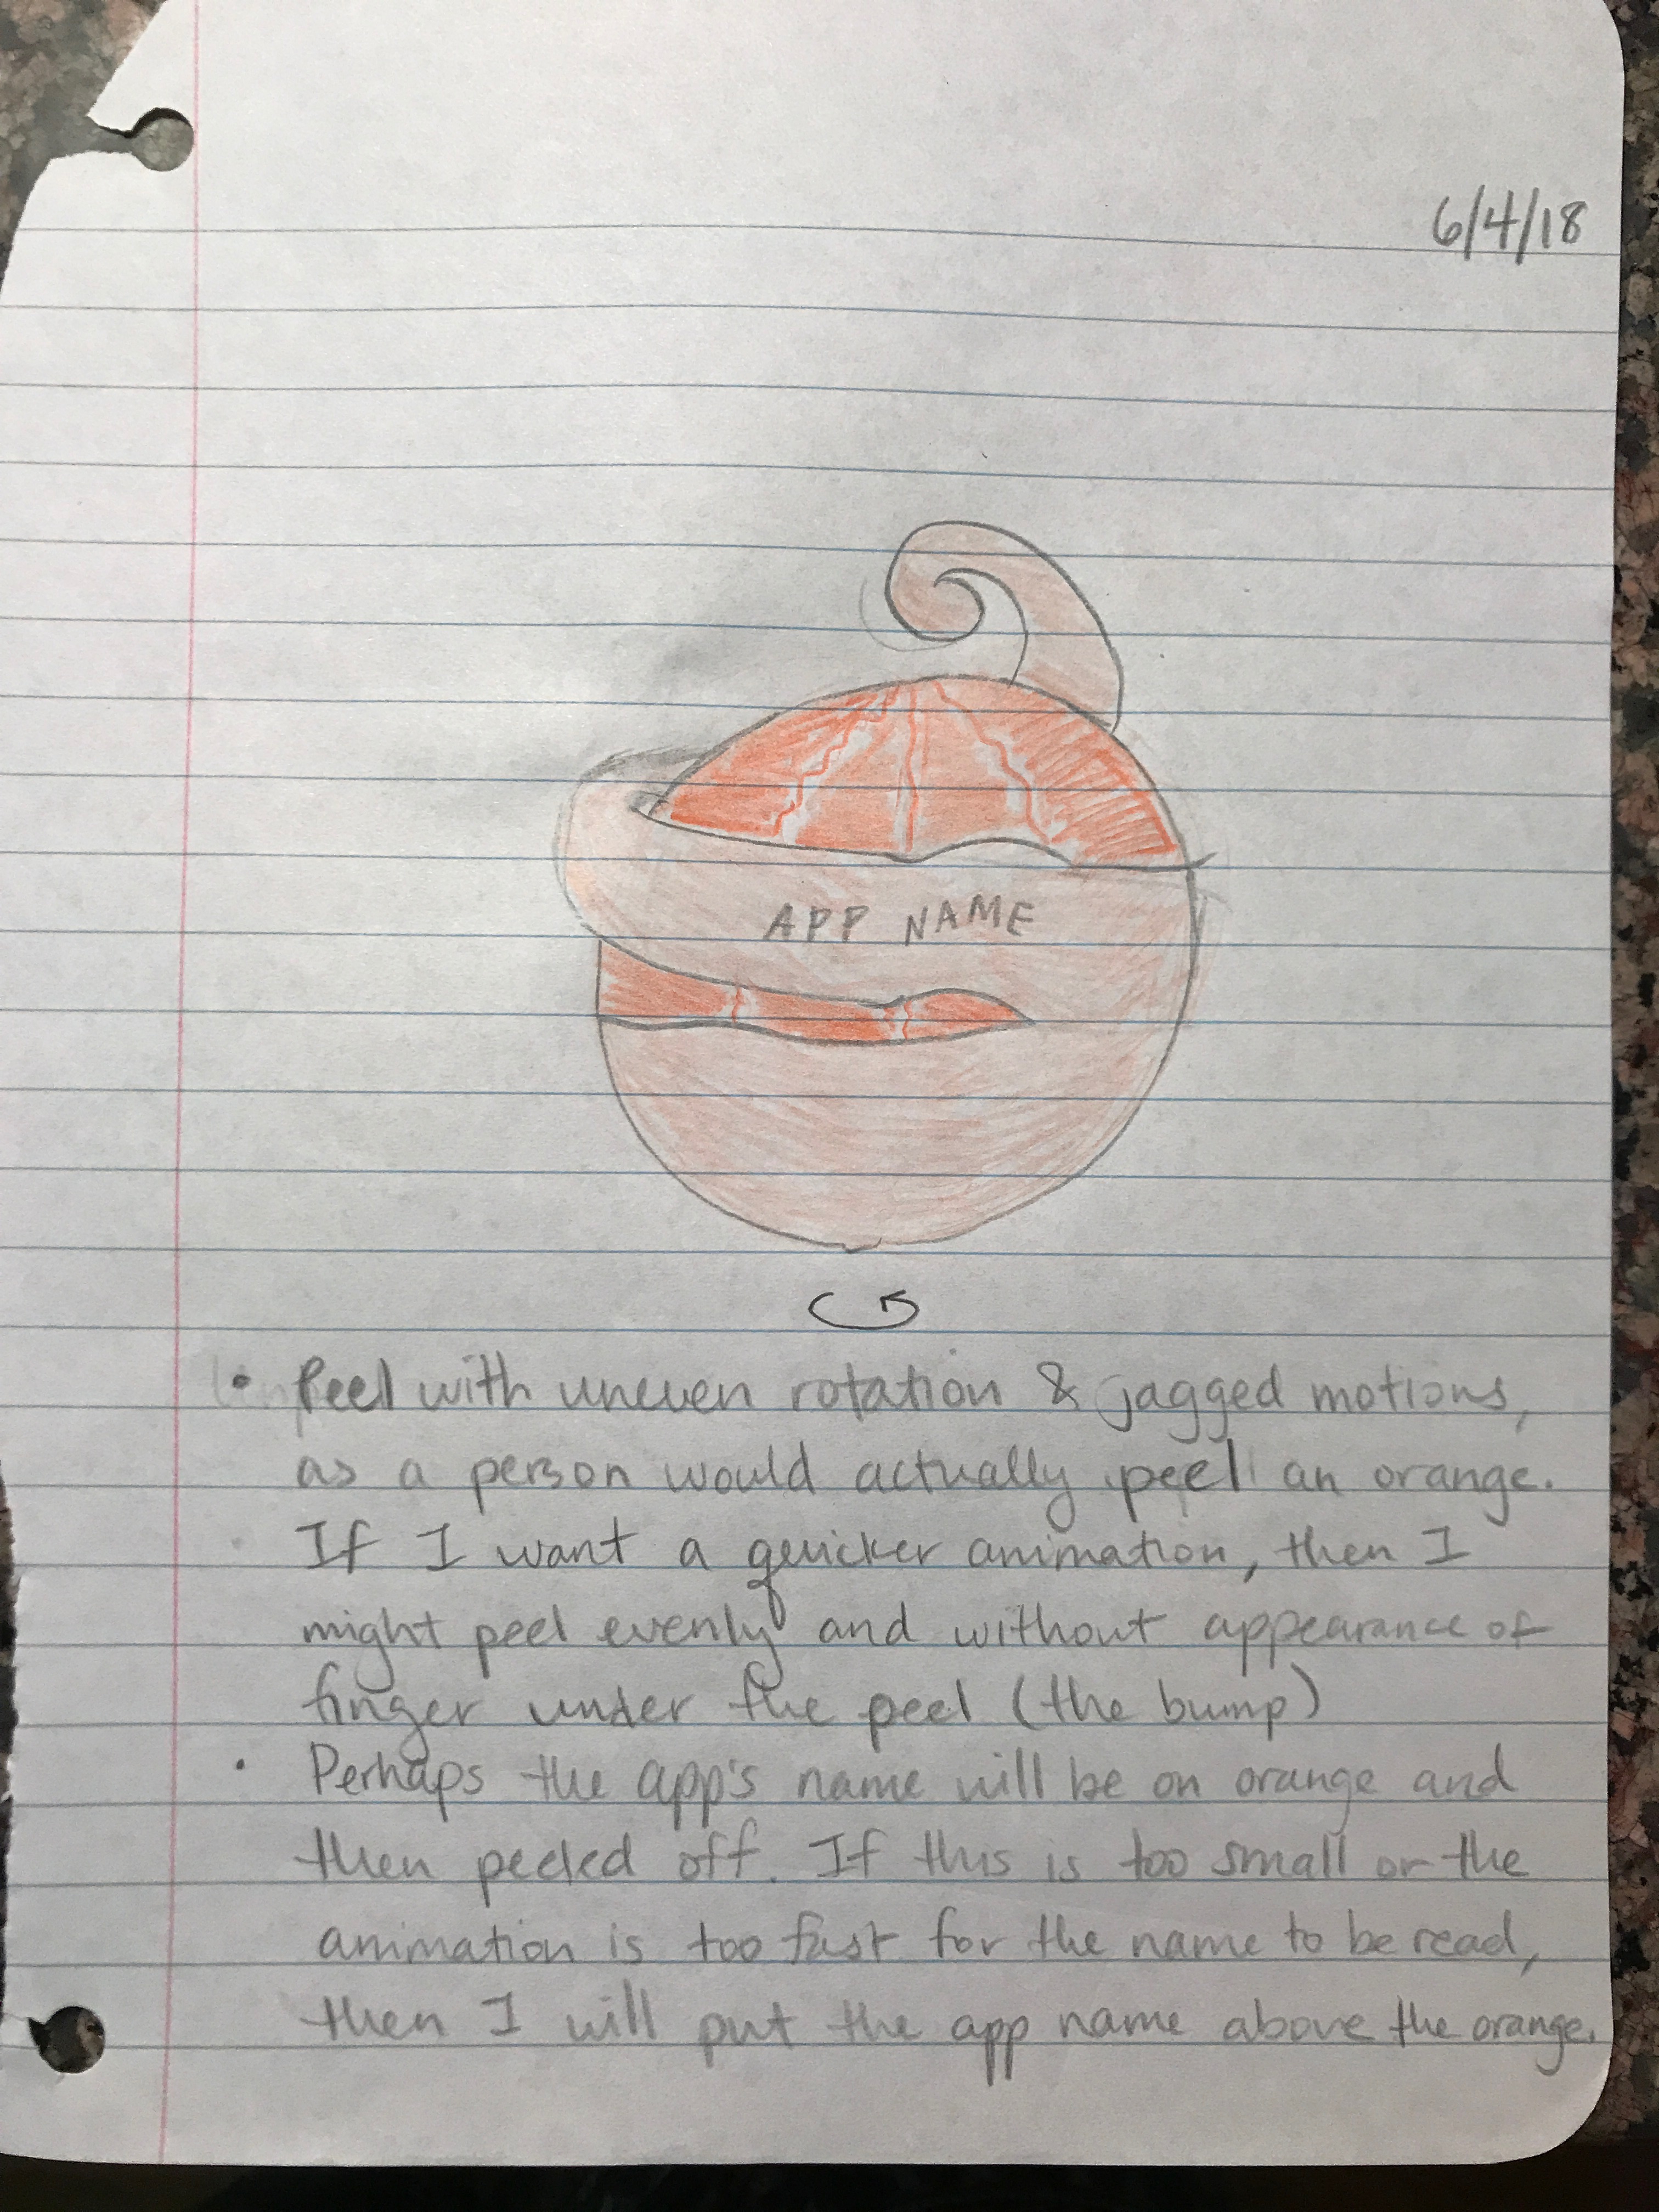 6/4/18
APP NAME
• Peel with uneven rotation & jagged motions,
as a person would actually peel an orange.
If I want a quicker animation, then I
might peel evenly and without appearance of
finger under the peel (the bump)
• Perhaps the app's name will be on orange and
then peeled off. If this is too small or the
animation is too fast for the name to be read,
then I will put the app name above the orange.